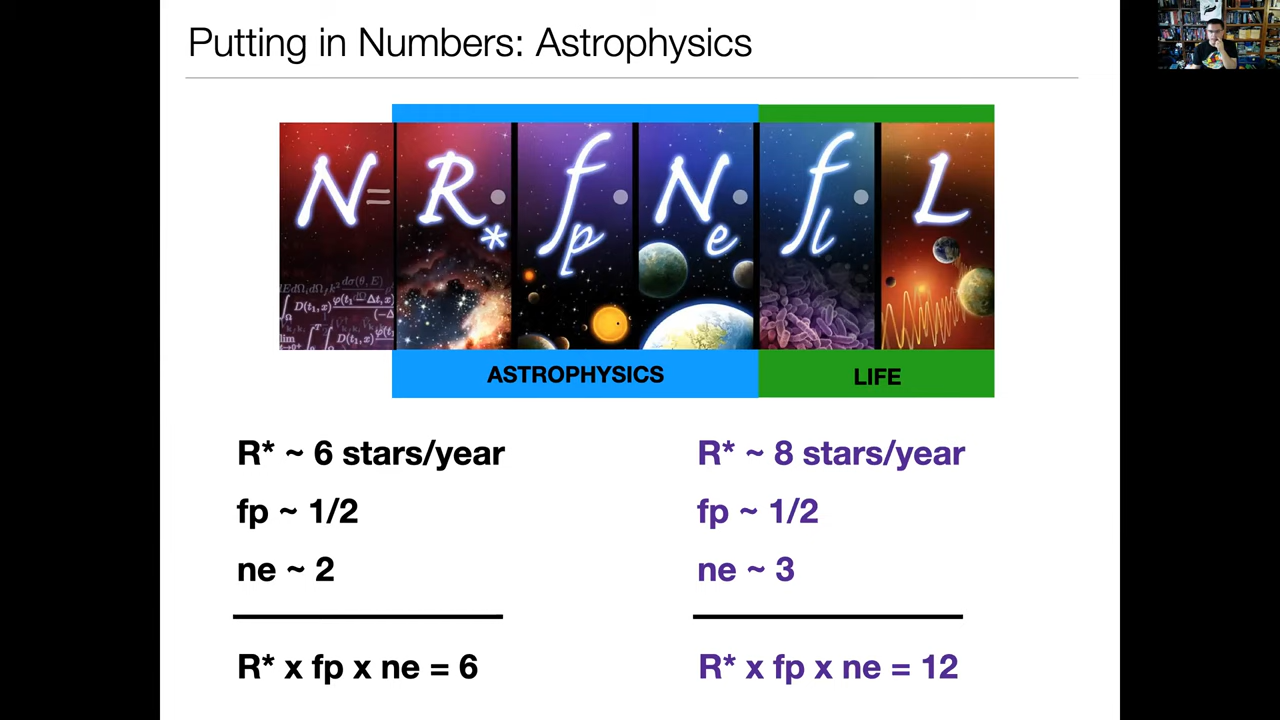 Putting in Numbers: Astrophysics
N = R* · fp · Ne · fl · L
ASTROPHYSICS
LIFE
R* ~ 6 stars/year
fp ~ 1/2
ne ~ 2
R* x fp x ne = 6
R* ~ 8 stars/year
fp ~ 1/2
ne ~ 3
R* x fp x ne = 12